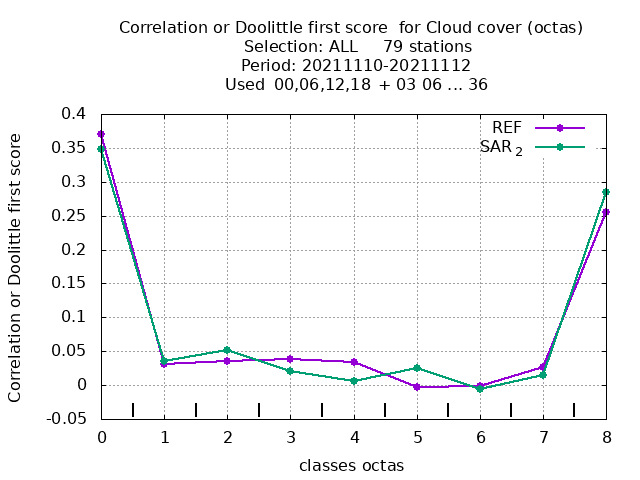 Correlation or Doolittle first score  for Cloud cover (octas)
Selection: ALL     79 stations
Period: 20211110-20211112
Used  00,06,12,18  + 03 06 ... 36
REF
SAR 2
0.4
0.35
0.3
0.25
0.2
0.15
0.1
0.05
0
-0.05
Correlation or Doolittle first score
0 1 2 3 4 5 6 7 8
classes octas